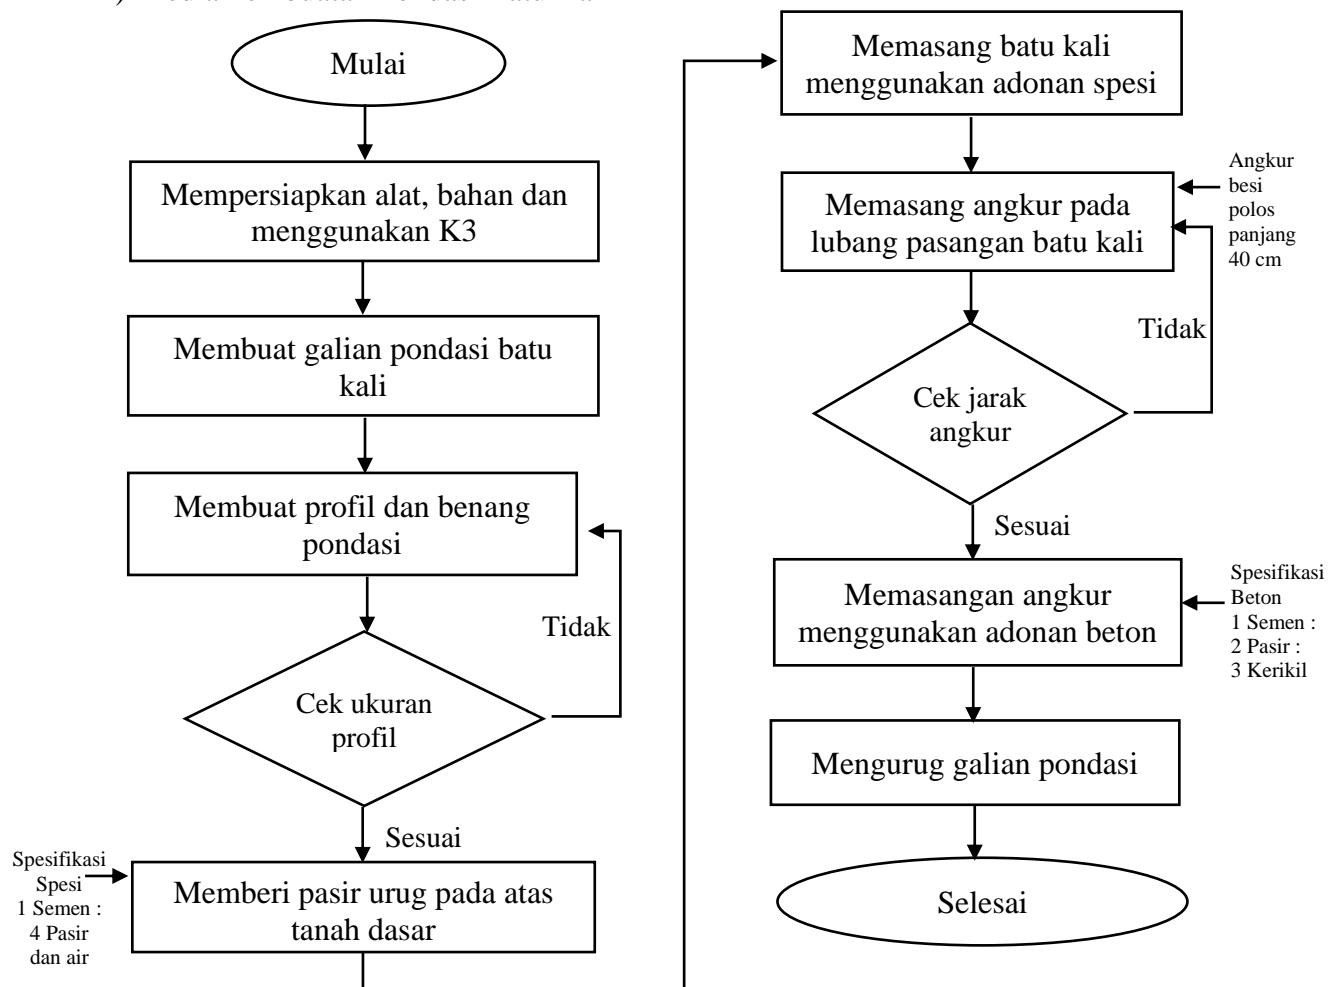 Mulai
Mempersiapkan alat, bahan dan
menggunakan K3
Membuat galian pondasi batu
kali
Membuat profil dan benang
pondasi
Tidak
Cek ukuran
profil
Sesuai
Spesifikasi
Spesi
1 Semen :
4 Pasir
dan air
Memberi pasir urug pada atas
tanah dasar
Memasang batu kali
menggunakan adonan spesi
Angkur
besi
polos
panjang
40 cm
Memasang angkur pada
lubang pasangan batu kali
Tidak
Cek jarak
angkur
Sesuai
Memasangan angkur
menggunakan adonan beton
Spesifikasi
Beton
1 Semen :
2 Pasir :
3 Kerikil
Mengurug galian pondasi
Selesai